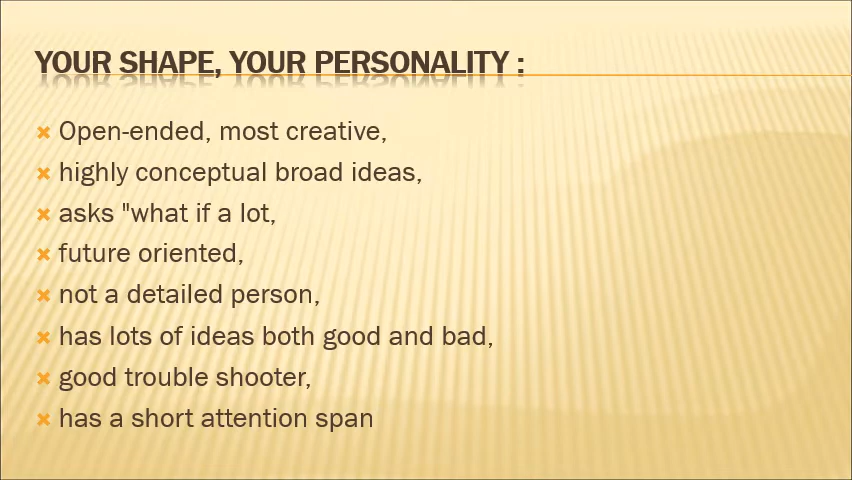 YOUR SHAPE, YOUR PERSONALITY :
Open-ended, most creative,
highly conceptual broad ideas,
asks "what if a lot,
future oriented,
not a detailed person,
has lots of ideas both good and bad,
good trouble shooter,
has a short attention span